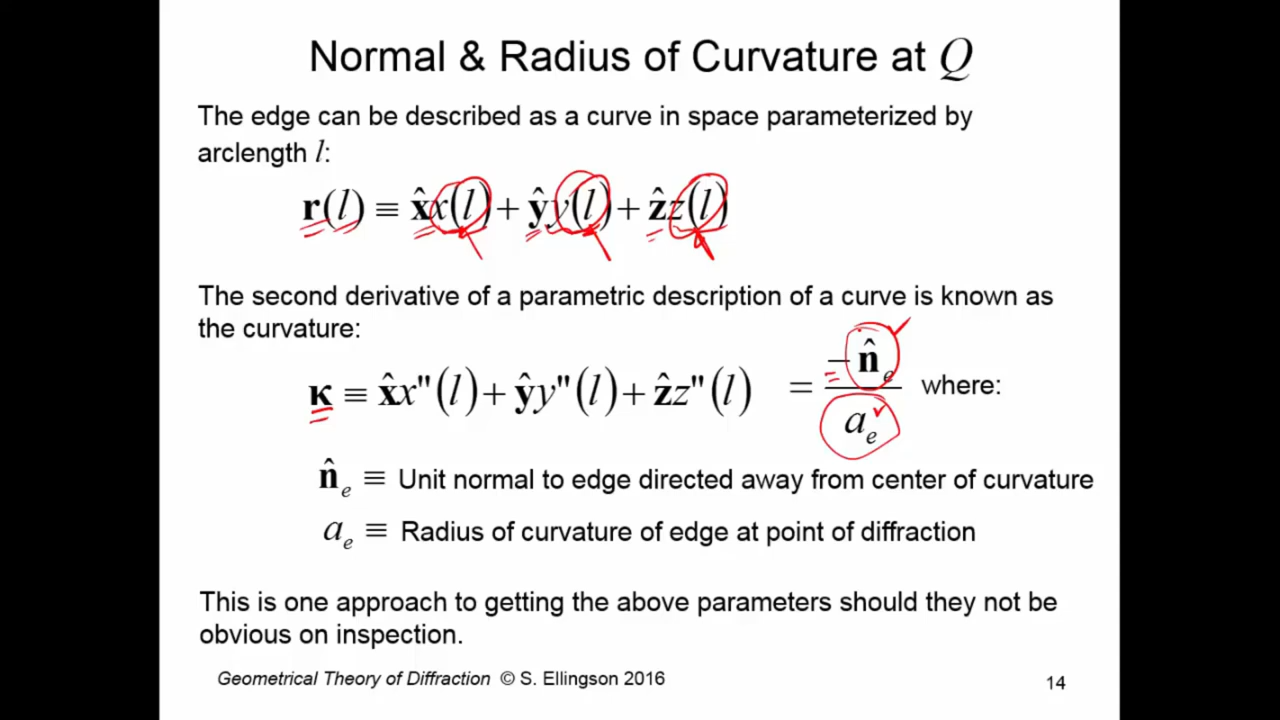 Normal & Radius of Curvature at Q
The edge can be described as a curve in space parameterized by
arclength l:
r(l) ≡ x̂x(l) + ŷy(l) + ẑz(l)
The second derivative of a parametric description of a curve is known as
the curvature:
κ ≡ x̂x"(l) + ŷy"(l) + ẑz"(l) = −n̂ₑ / aₑ where:
n̂ₑ ≡ Unit normal to edge directed away from center of curvature
aₑ ≡ Radius of curvature of edge at point of diffraction
This is one approach to getting the above parameters should they not be
obvious on inspection.
Geometrical Theory of Diffraction © S. Ellingson 2016
14